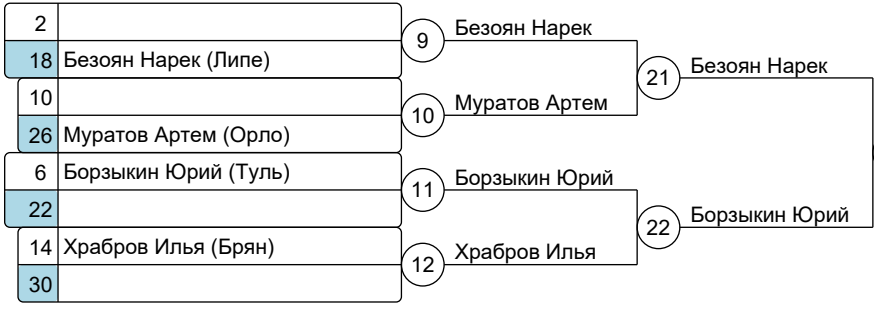 2
9
Безоян Нарек
18 Безоян Нарек (Липе)
21
Безоян Нарек
10
10
Муратов Артем
26 Муратов Артем (Орло)
6 Борзыкин Юрий (Туль)
11
Борзыкин Юрий
22
22
Борзыкин Юрий
14 Храбров Илья (Брян)
12
Храбров Илья
30